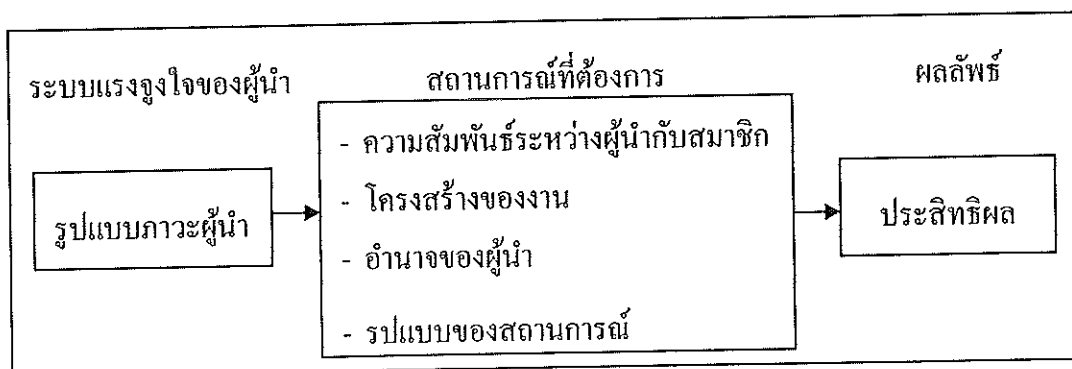 ระบบแรงจูงใจของผู้นำ
สถานการณ์ที่ต้องการ
ผลลัพธ์
รูปแบบภาวะผู้นำ
- ความสัมพันธ์ระหว่างผู้นำกับสมาชิก
- โครงสร้างของงาน
- อำนาจของผู้นำ
- รูปแบบของสถานการณ์
ประสิทธิผล